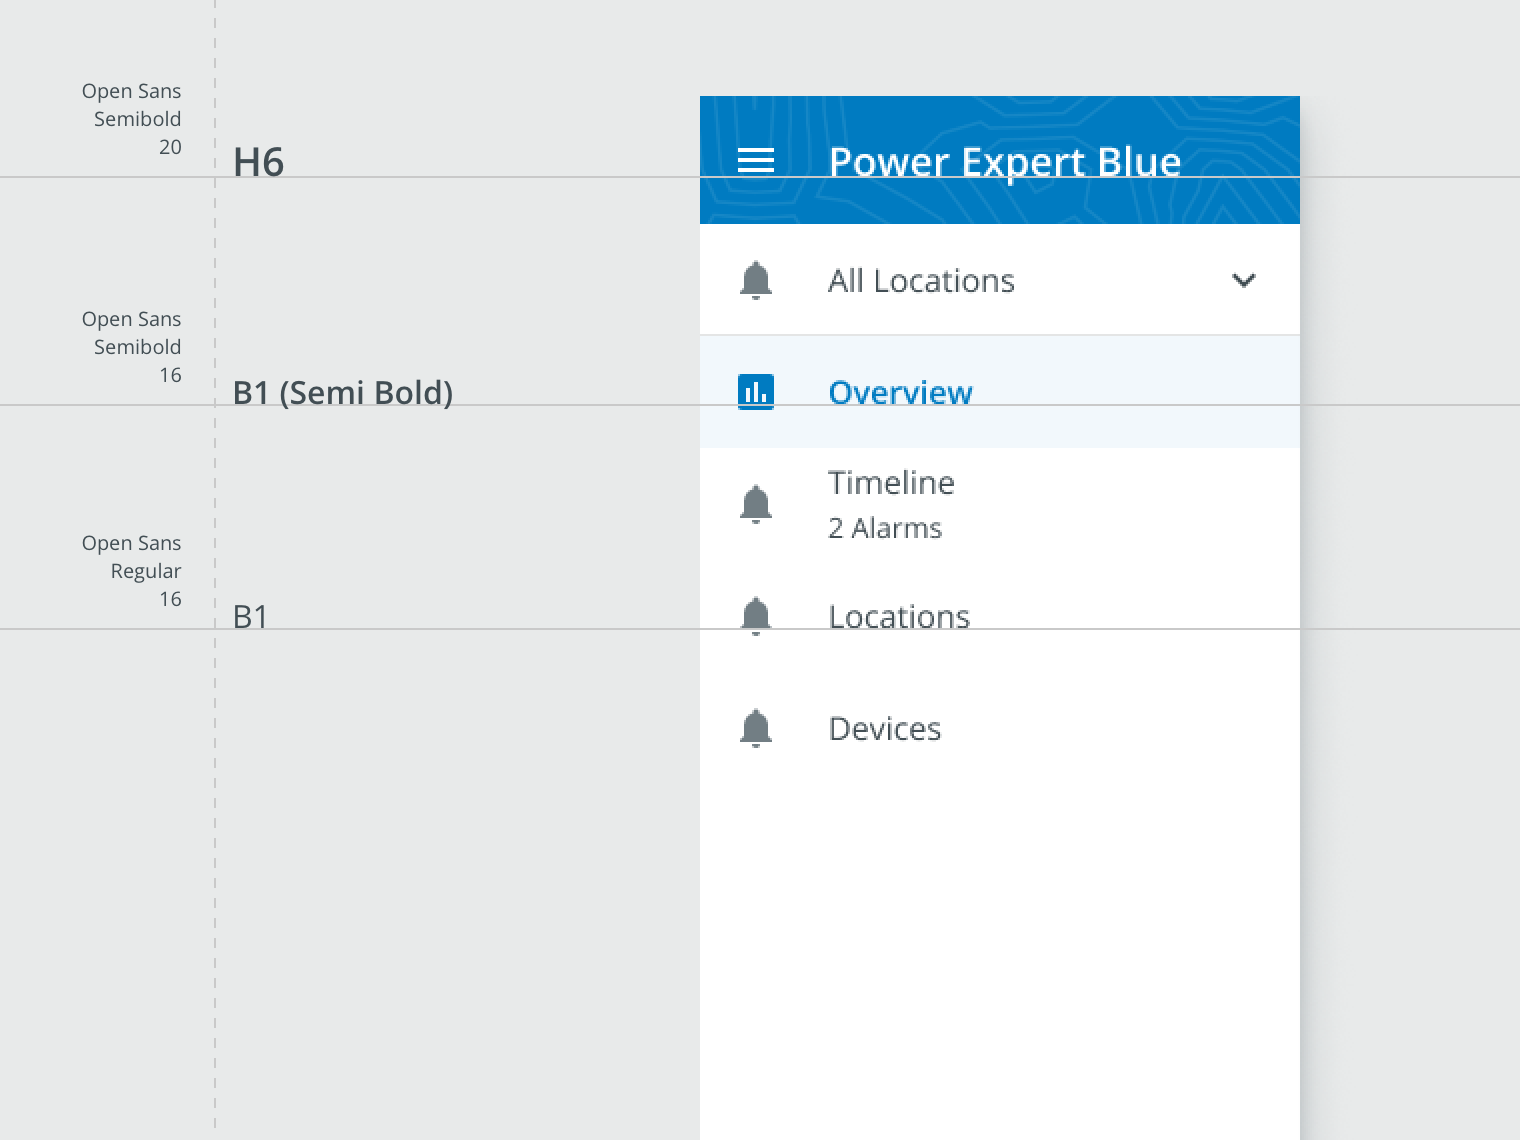 Open Sans
Semibold
20
H6
Power Expert Blue
All Locations
Open Sans
Semibold
16
B1 (Semi Bold)
Overview
Timeline
2 Alarms
Open Sans
Regular
16
B1
Locations
Devices